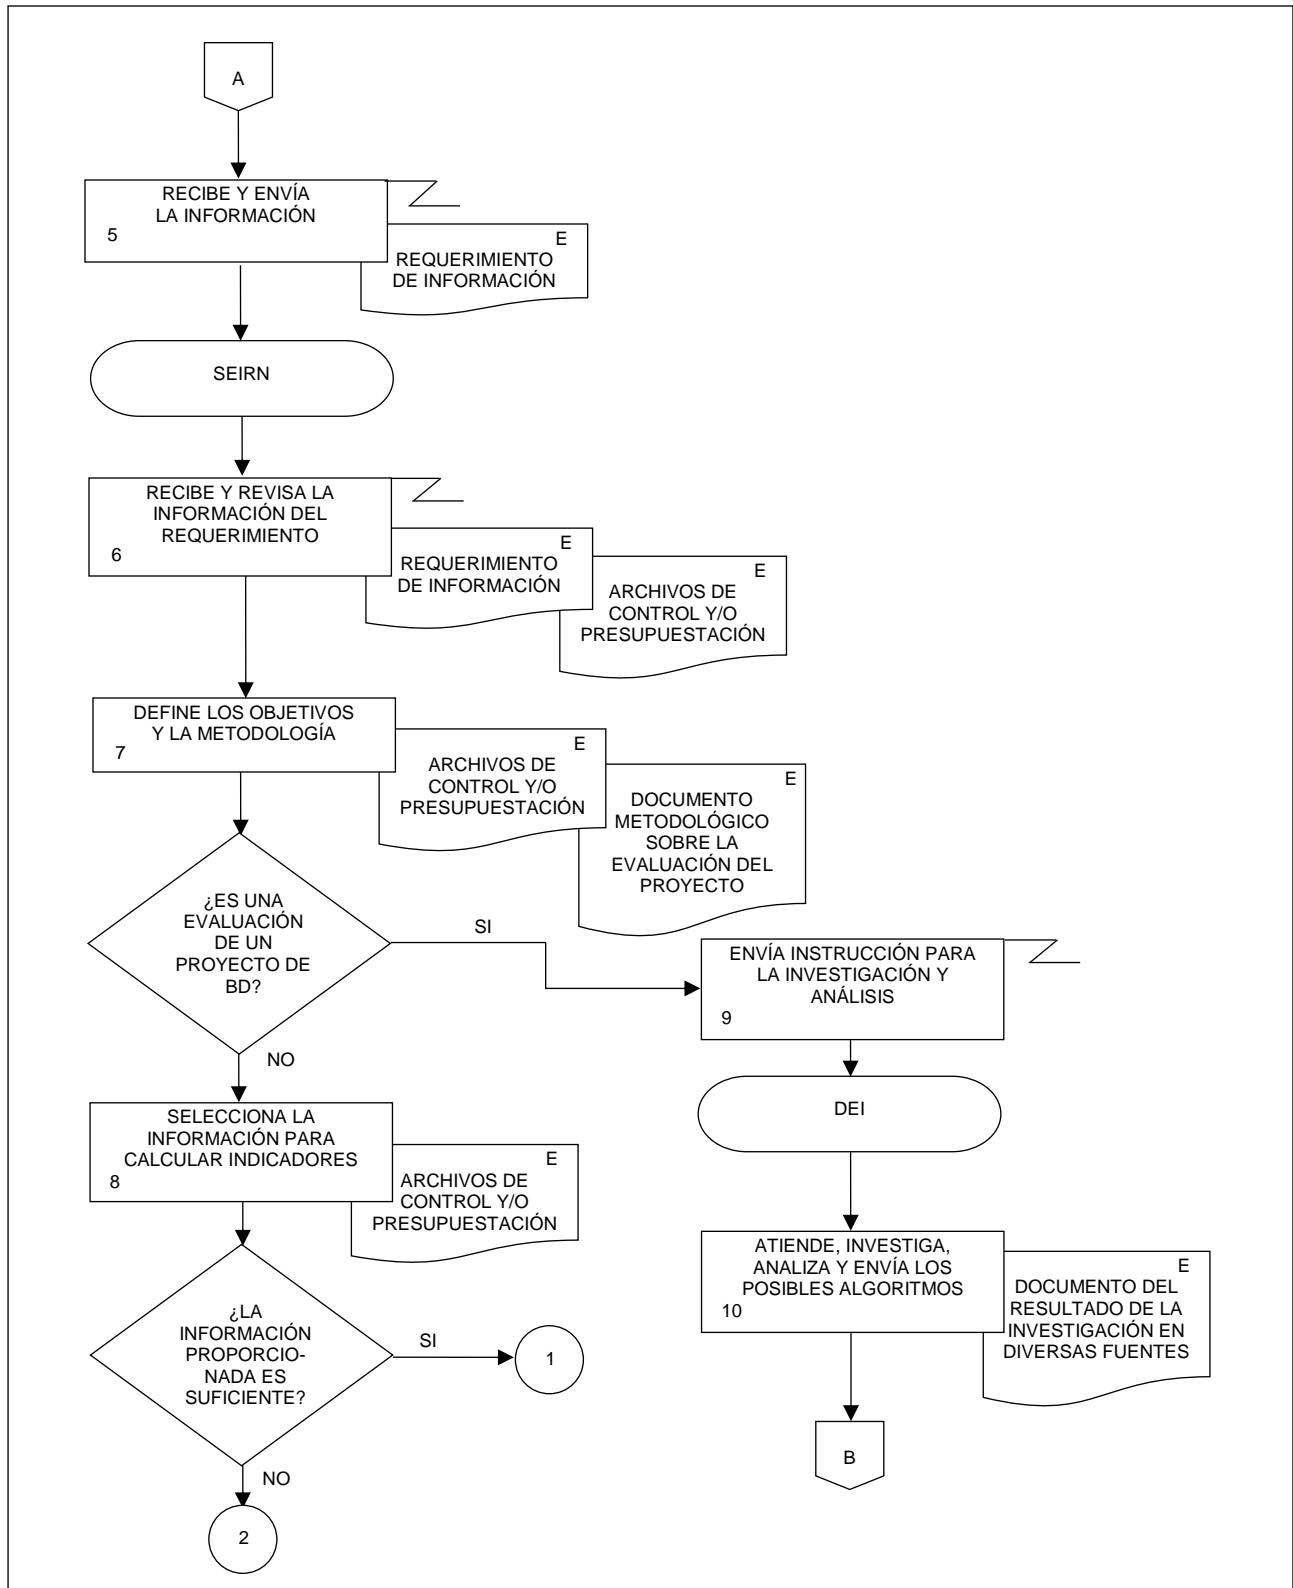 A
RECIBE Y ENVÍA
LA INFORMACIÓN
5
E
REQUERIMIENTO
DE INFORMACIÓN
SEIRN
RECIBE Y REVISA LA
INFORMACIÓN DEL
REQUERIMIENTO
6
E
REQUERIMIENTO
DE INFORMACIÓN
E
ARCHIVOS DE
CONTROL Y/O
PRESUPUESTACIÓN
DEFINE LOS OBJETIVOS
Y LA METODOLOGÍA
7
E
ARCHIVOS DE
CONTROL Y/O
PRESUPUESTACIÓN
E
DOCUMENTO
METODOLÓGICO
SOBRE LA
EVALUACIÓN DEL
PROYECTO
¿ES UNA
EVALUACIÓN
DE UN
PROYECTO DE
BD?
SI
NO
SELECCIONA LA
INFORMACIÓN PARA
CALCULAR INDICADORES
8
E
ARCHIVOS DE
CONTROL Y/O
PRESUPUESTACIÓN
¿LA
INFORMACIÓN
PROPORCIO-
NADA ES
SUFICIENTE?
SI
1
NO
2
ENVÍA INSTRUCCIÓN PARA
LA INVESTIGACIÓN Y
ANÁLISIS
9
DEI
ATIENDE, INVESTIGA,
ANALIZA Y ENVÍA LOS
POSIBLES ALGORITMOS
10
E
DOCUMENTO DEL
RESULTADO DE LA
INVESTIGACIÓN EN
DIVERSAS FUENTES
B